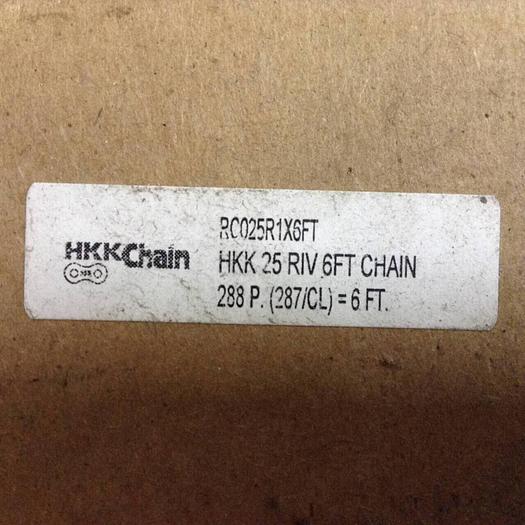 HKKChain
RC025R1X6FT
HKK 25 RIV 6FT CHAIN
288 P. (287/CL) = 6 FT.